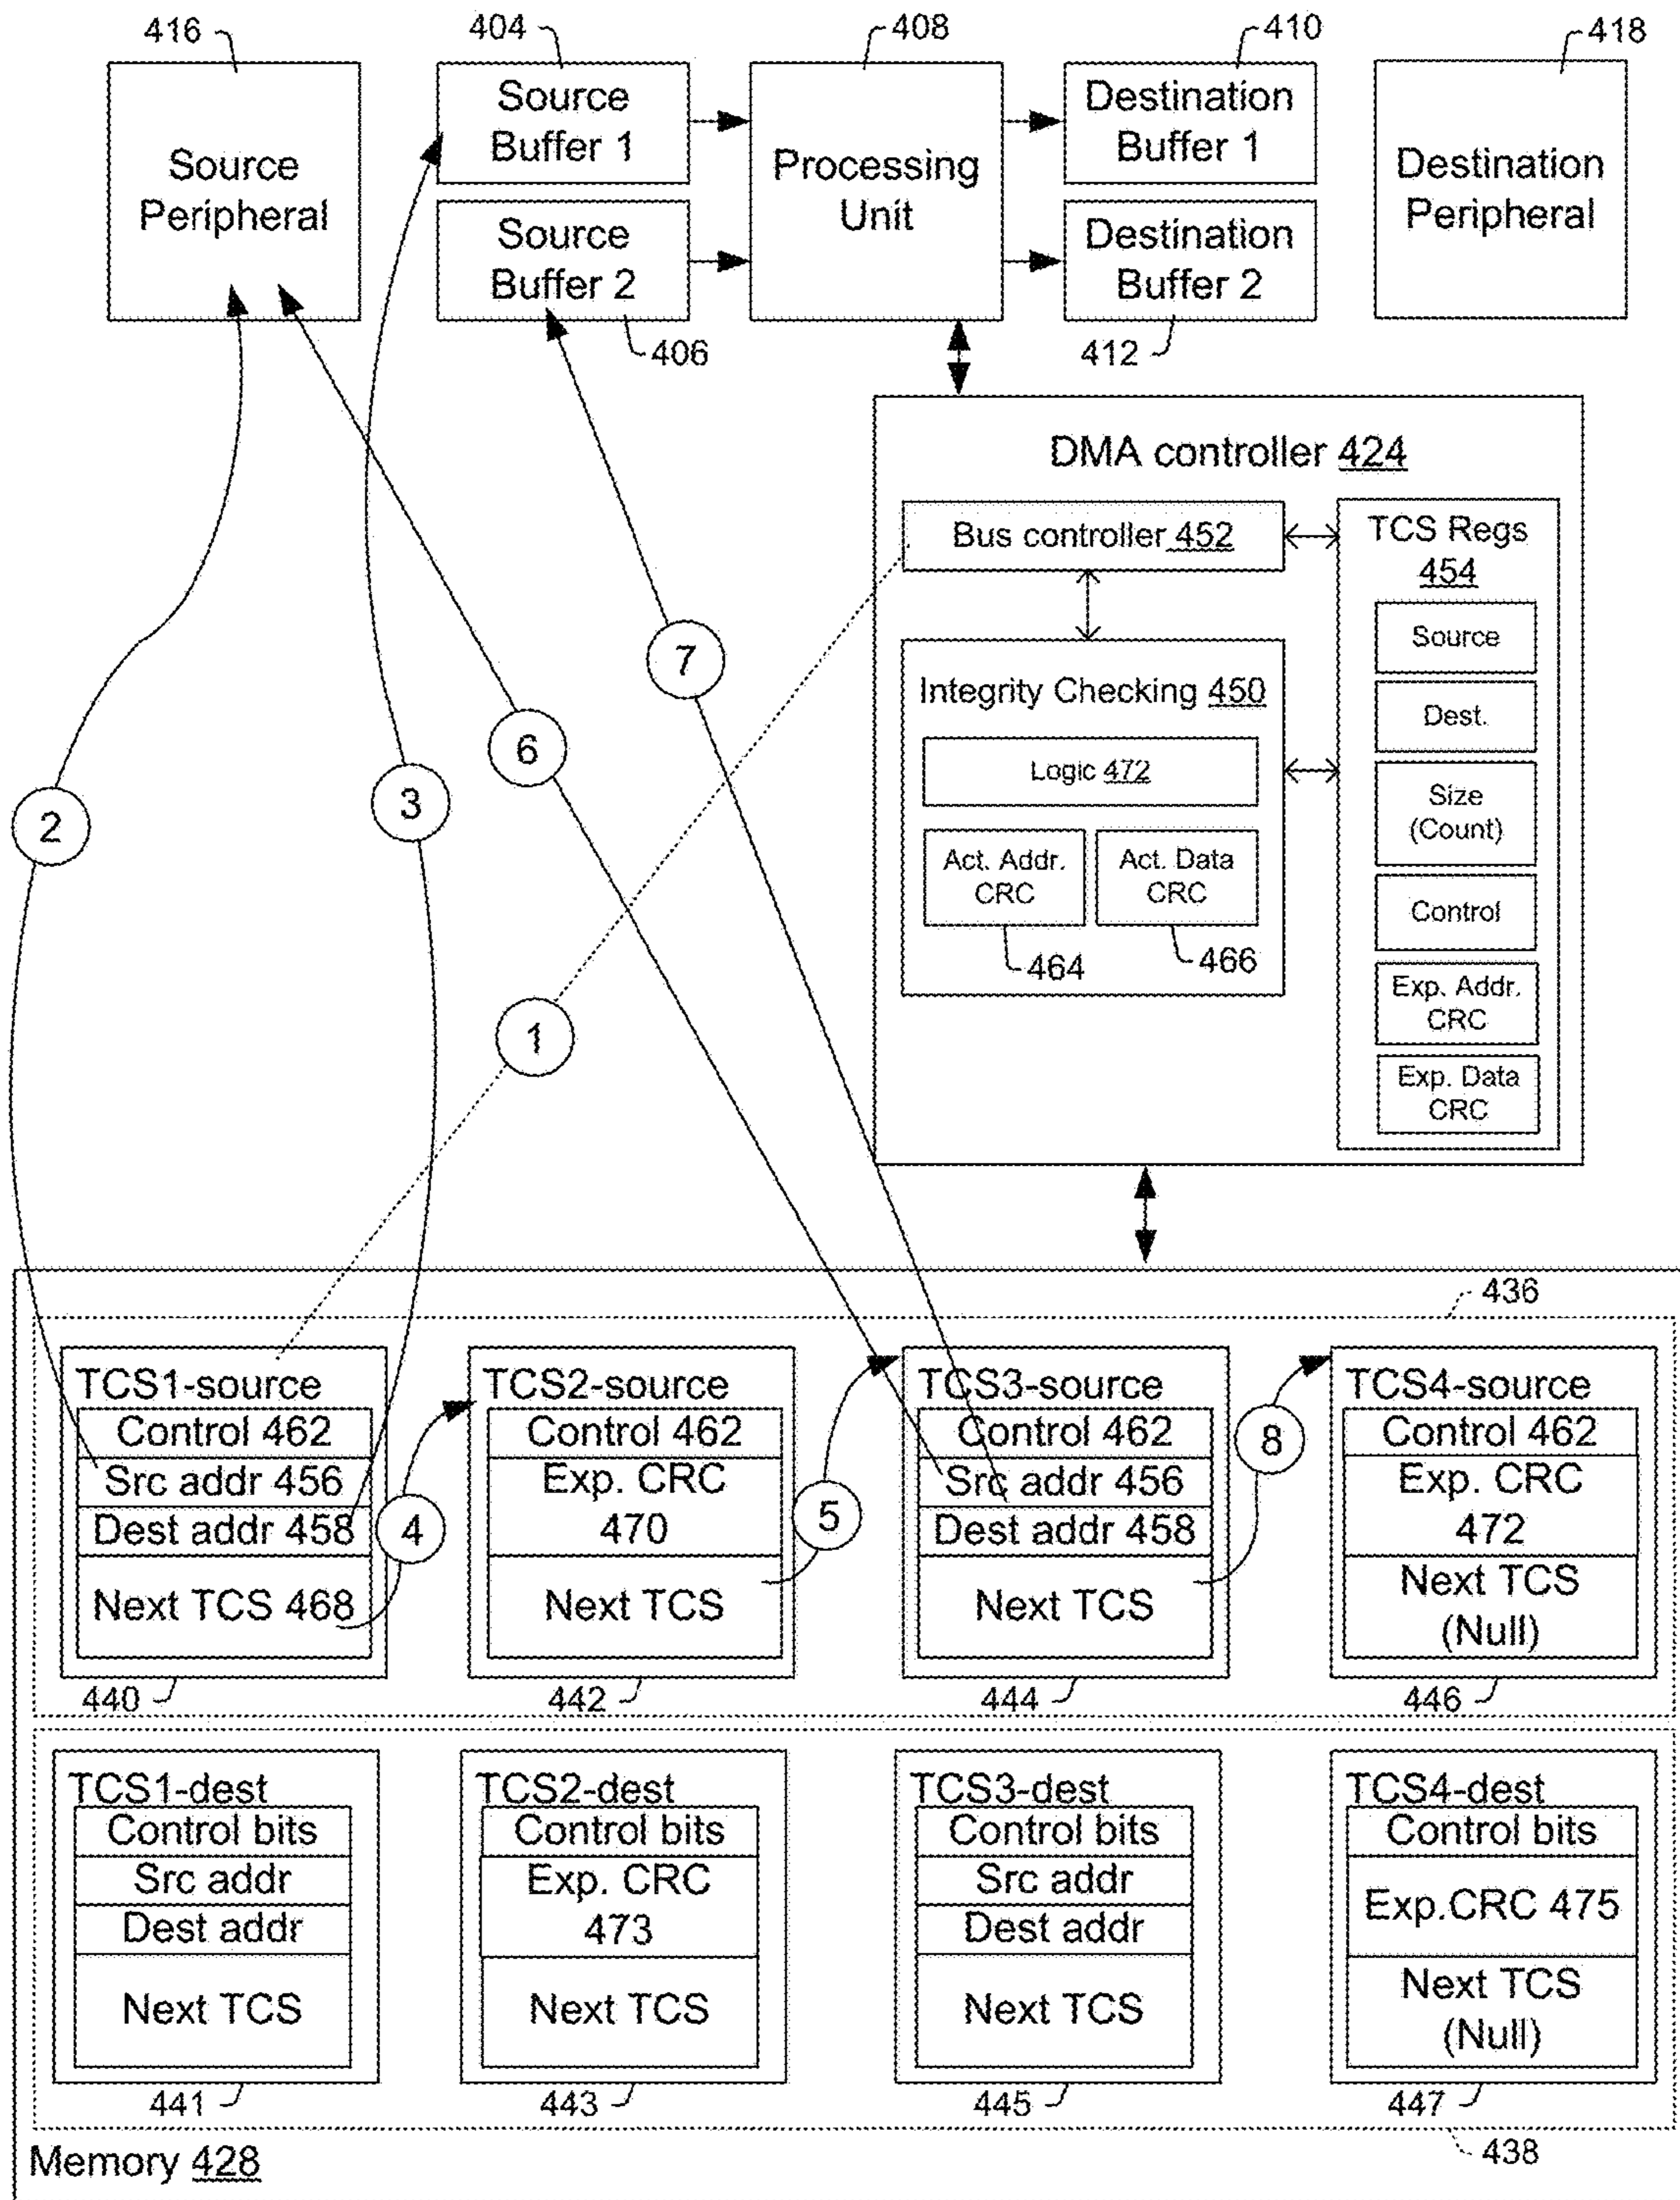 416
404
408
410
418
Source
Peripheral
Source
Buffer 1
Source
Buffer 2
Processing
Unit
Destination
Buffer 1
Destination
Buffer 2
Destination
Peripheral
406
412
DMA controller 424
Bus controller 452
TCS Regs
454
Source
Dest.
Size
(Count)
Control
Exp. Addr.
CRC
Exp. Data
CRC
Integrity Checking 450
Logic 472
Act. Addr.
CRC
Act. Data
CRC
464
466
7
6
3
2
1
436
TCS1-source
Control 462
Src addr 456
Dest addr 458
Next TCS 468
440
4
TCS2-source
Control 462
Exp. CRC
470
Next TCS
442
5
TCS3-source
Control 462
Src addr 456
Dest addr 458
Next TCS
444
8
TCS4-source
Control 462
Exp. CRC
472
Next TCS
(Null)
446
TCS1-dest
Control bits
Src addr
Dest addr
Next TCS
441
TCS2-dest
Control bits
Exp. CRC
473
Next TCS
443
TCS3-dest
Control bits
Src addr
Dest addr
Next TCS
445
TCS4-dest
Control bits
Exp.CRC 475
Next TCS
(Null)
447
438
Memory 428